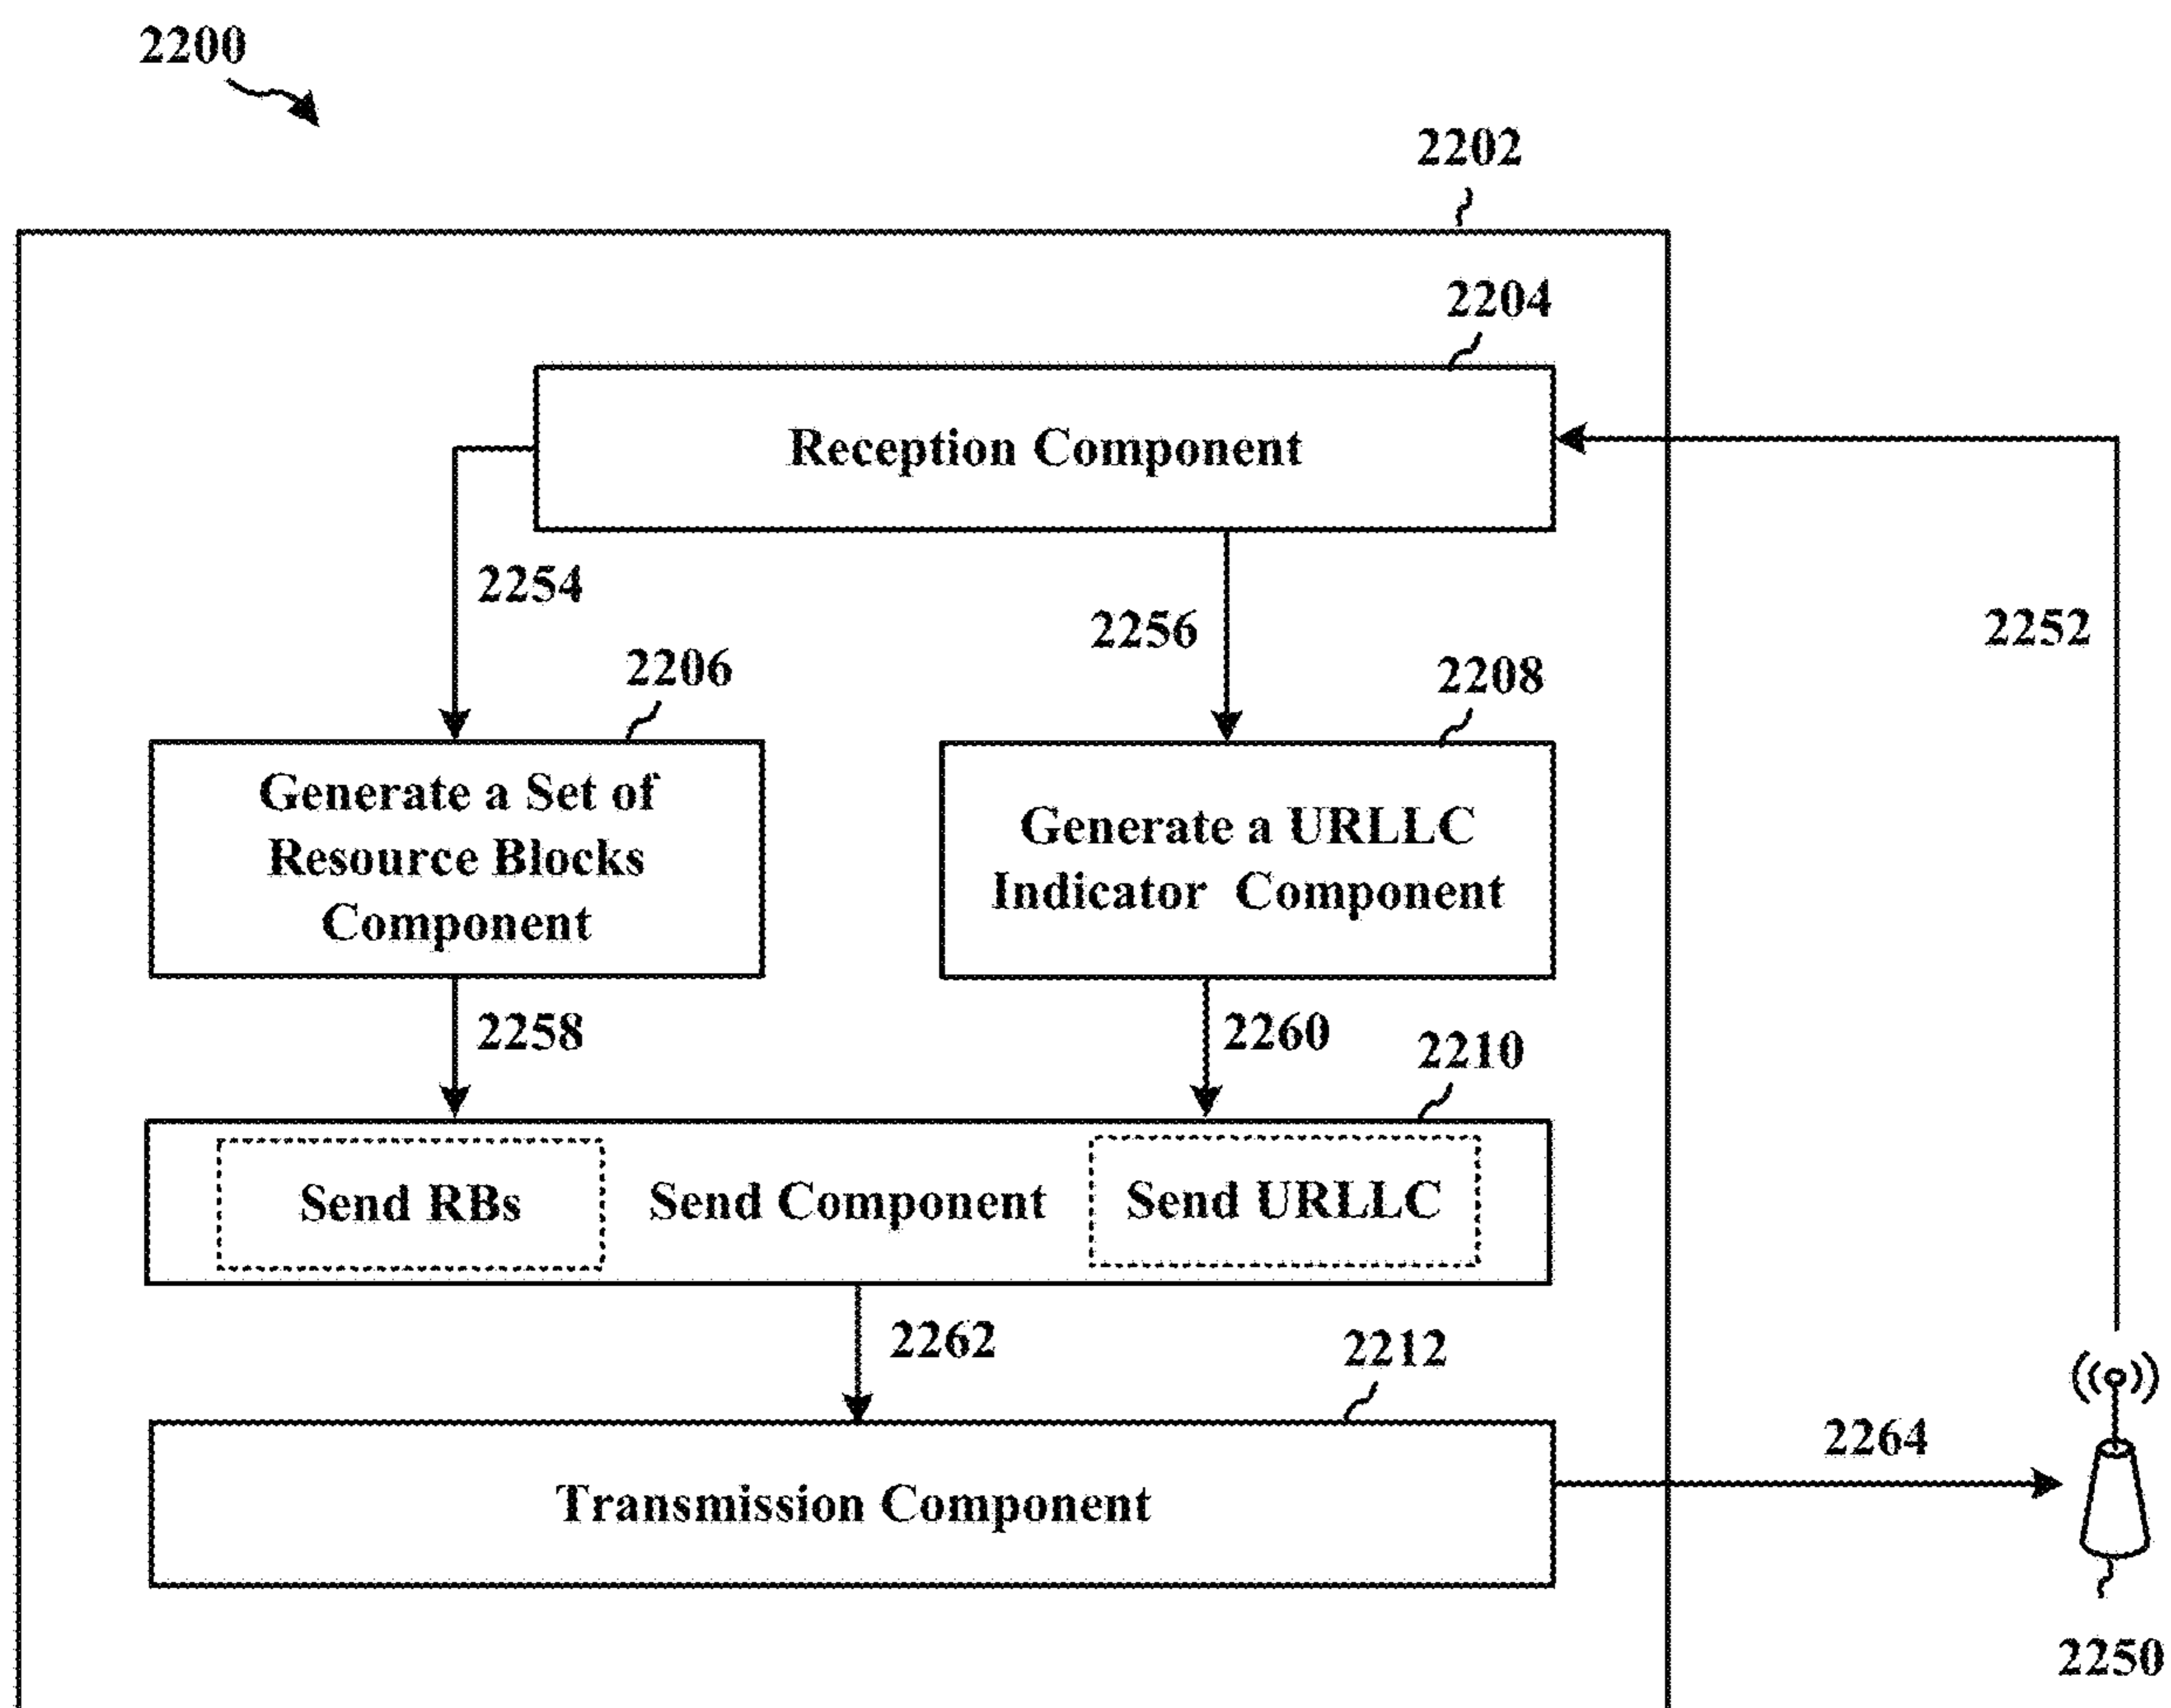 2200
2202
2204
Reception Component
2254
2256
2252
2206
2208
Generate a Set of
Resource Blocks
Component
Generate a URLLC
Indicator Component
2258
2260
2210
Send RBs
Send Component
Send URLLC
2262
2212
2264
Transmission Component
2250